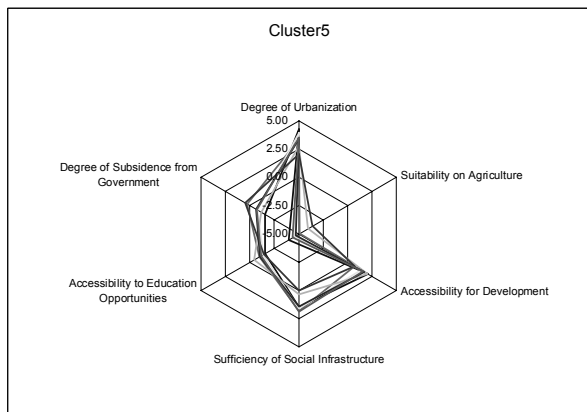 Cluster5
Degree of Urbanization
5.00
2.50
0.00
-2.50
-5.00
Suitability on Agriculture
Accessibility for Development
Sufficiency of Social Infrastructure
Accessibility to Education
Opportunities
Degree of Subsidence from
Government